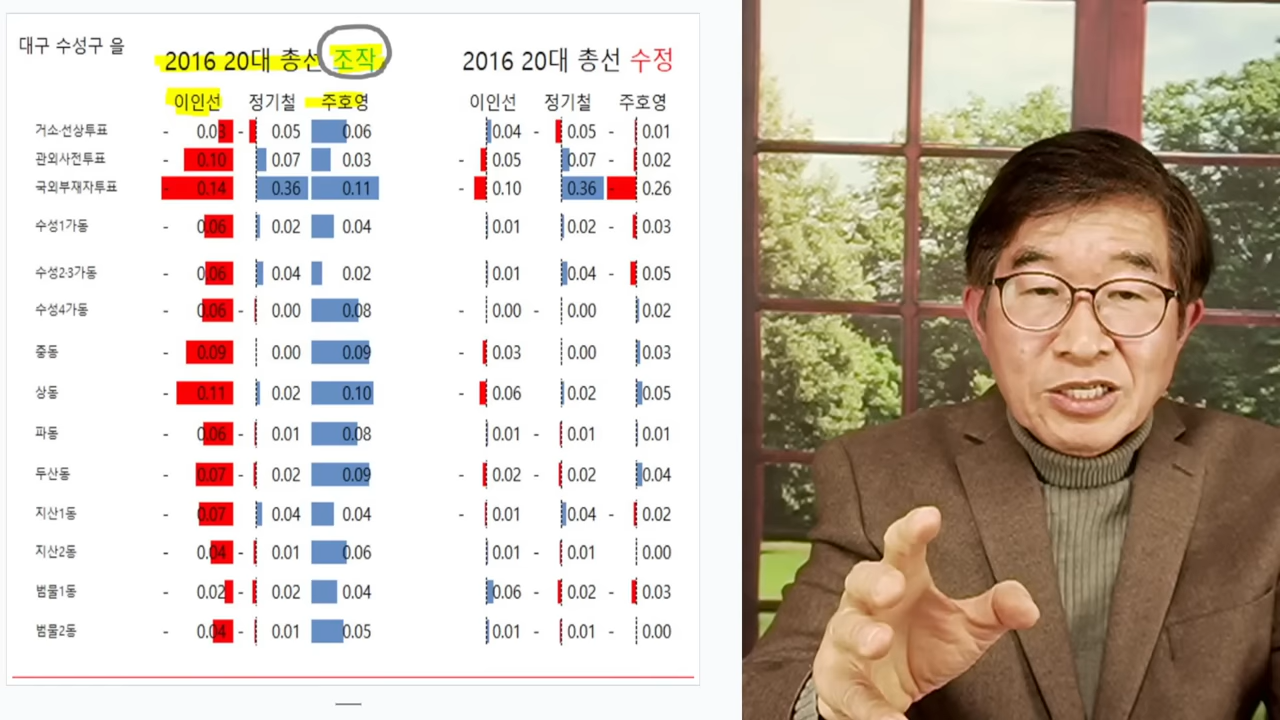 대구 수성구 을
2016 20대 총선 조작 2016 20대 총선 수정
이인선 정기철 주호영 이인선 정기철 주호영
거소·선상투표 - 0.03 - 0.05 0.06 0.04 - 0.05 - 0.01
관외사전투표 - 0.10 0.07 0.03 - 0.05 0.07 - 0.02
국외부재자투표 - 0.14 0.36 0.11 - 0.10 0.36 - 0.26
수성1가동 - 0.06 0.02 0.04 0.01 0.02 - 0.03
수성2·3가동 - 0.06 0.04 0.02 0.01 0.04 - 0.05
수성4가동 - 0.06 - 0.00 0.08 - 0.00 - 0.00 0.02
중동 - 0.09 0.00 0.09 - 0.03 0.00 0.03
상동 - 0.11 0.02 0.10 - 0.06 0.02 0.05
파동 - 0.06 - 0.01 0.08 0.01 - 0.01 0.01
두산동 - 0.07 - 0.02 0.09 - 0.02 - 0.02 0.04
지산1동 - 0.07 0.04 0.04 - 0.01 0.04 - 0.02
지산2동 - 0.04 - 0.01 0.06 0.01 - 0.01 0.00
범물1동 - 0.02 - 0.02 0.04 0.06 - 0.02 - 0.03
범물2동 - 0.04 - 0.01 0.05 0.01 - 0.01 - 0.00